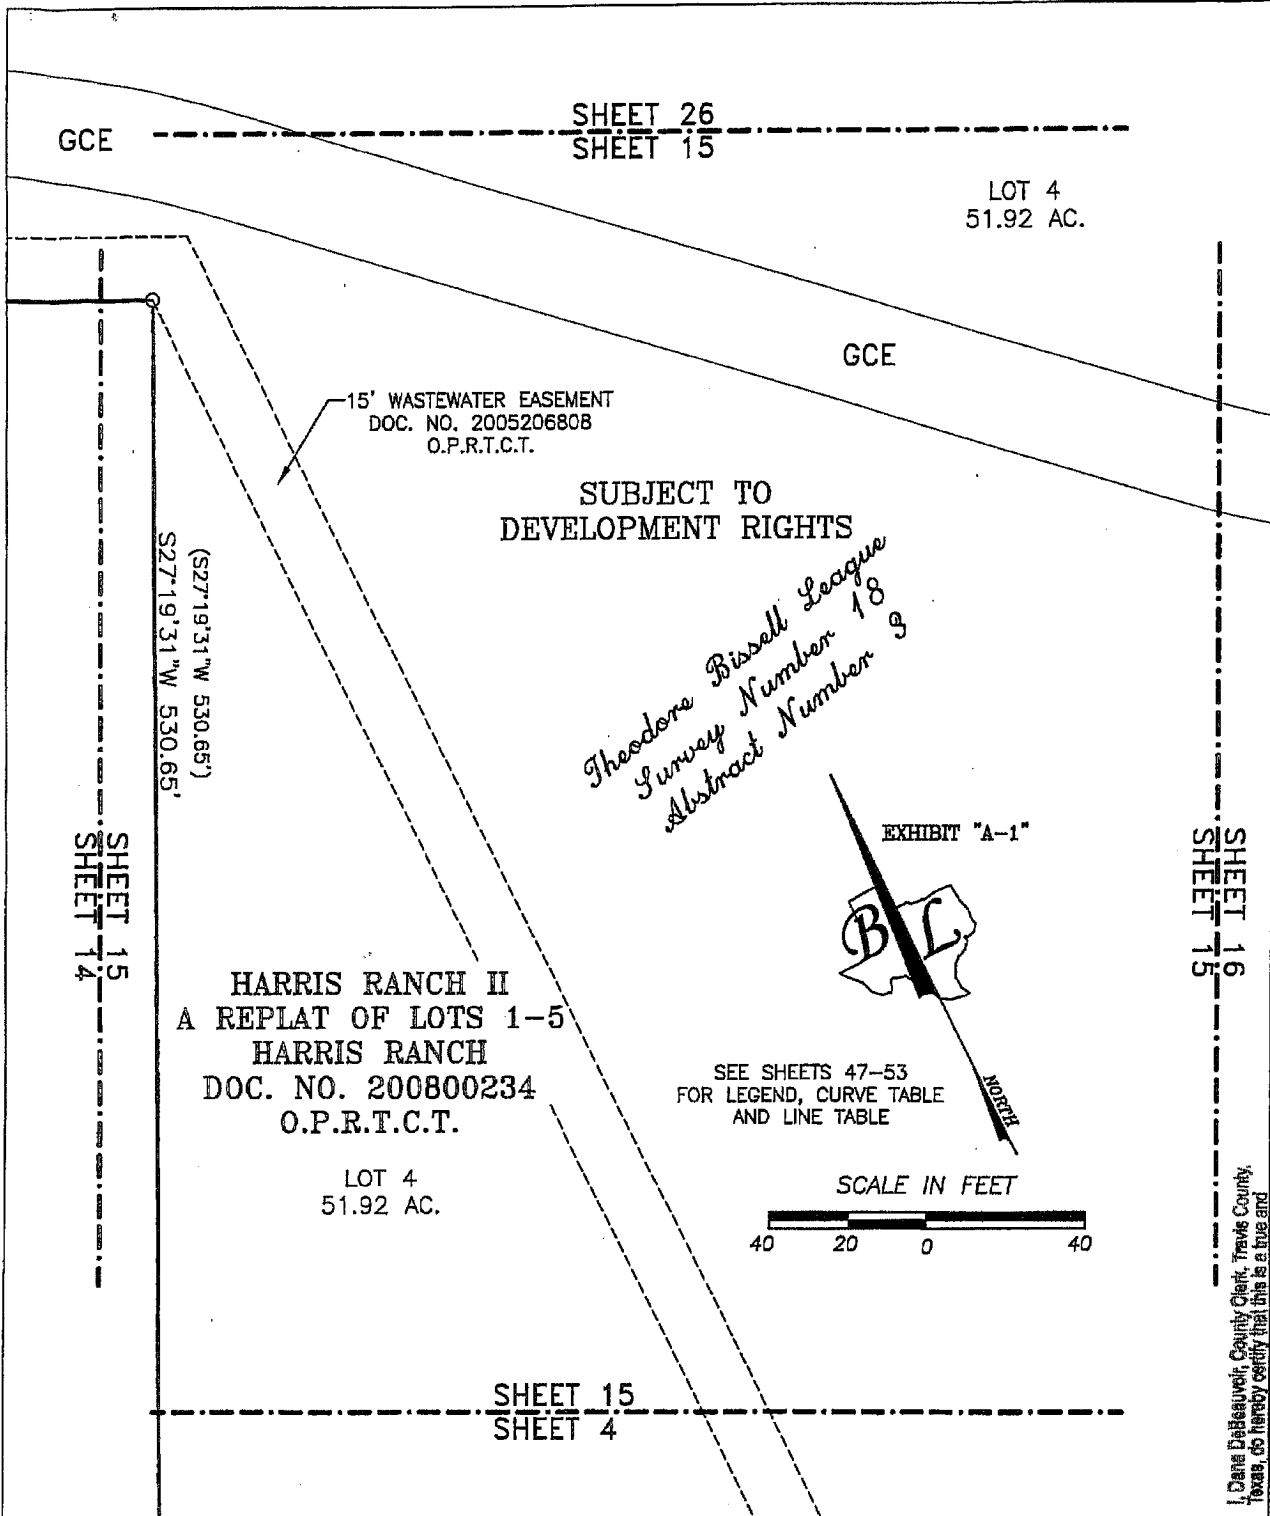 SHEET 26
SHEET 15
GCE
LOT 4
51.92 AC.
GCE
15' WASTEWATER EASEMENT
DOC. NO. 2005206808
O.P.R.T.C.T.
SUBJECT TO
DEVELOPMENT RIGHTS
(S27°19'31"W 530.65')
S27°19'31"W 530.65'
Theodore Bissell League
Survey Number 18
Abstract Number 3
EXHIBIT "A-1"
B L
SHEET 15
SHEET 14
SHEET 16
SHEET 15
HARRIS RANCH II
A REPLAT OF LOTS 1-5
HARRIS RANCH
DOC. NO. 200800234
O.P.R.T.C.T.
SEE SHEETS 47-53
FOR LEGEND, CURVE TABLE
AND LINE TABLE
NORTH
LOT 4
51.92 AC.
SCALE IN FEET
40 20 0 40
SHEET 15
SHEET 4
I, Dana DeBeauvoir, County Clerk, Travis County,
Texas, do hereby certify that this is a true and